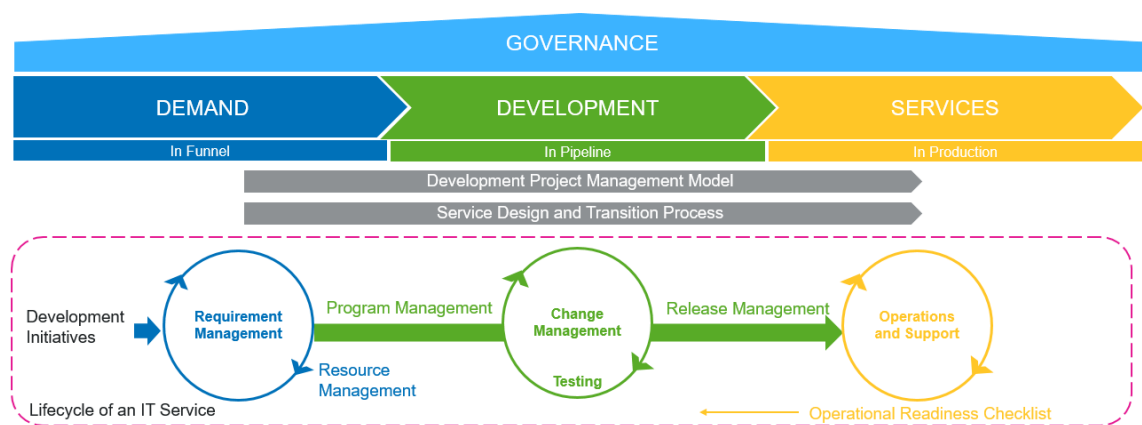 GOVERNANCE
DEMAND
DEVELOPMENT
SERVICES
In Funnel
In Pipeline
In Production
Development Project Management Model
Service Design and Transition Process
Development
Initiatives
Requirement
Management
Program Management
Resource
Management
Change
Management
Testing
Release Management
Operations
and Support
Lifecycle of an IT Service
Operational Readiness Checklist